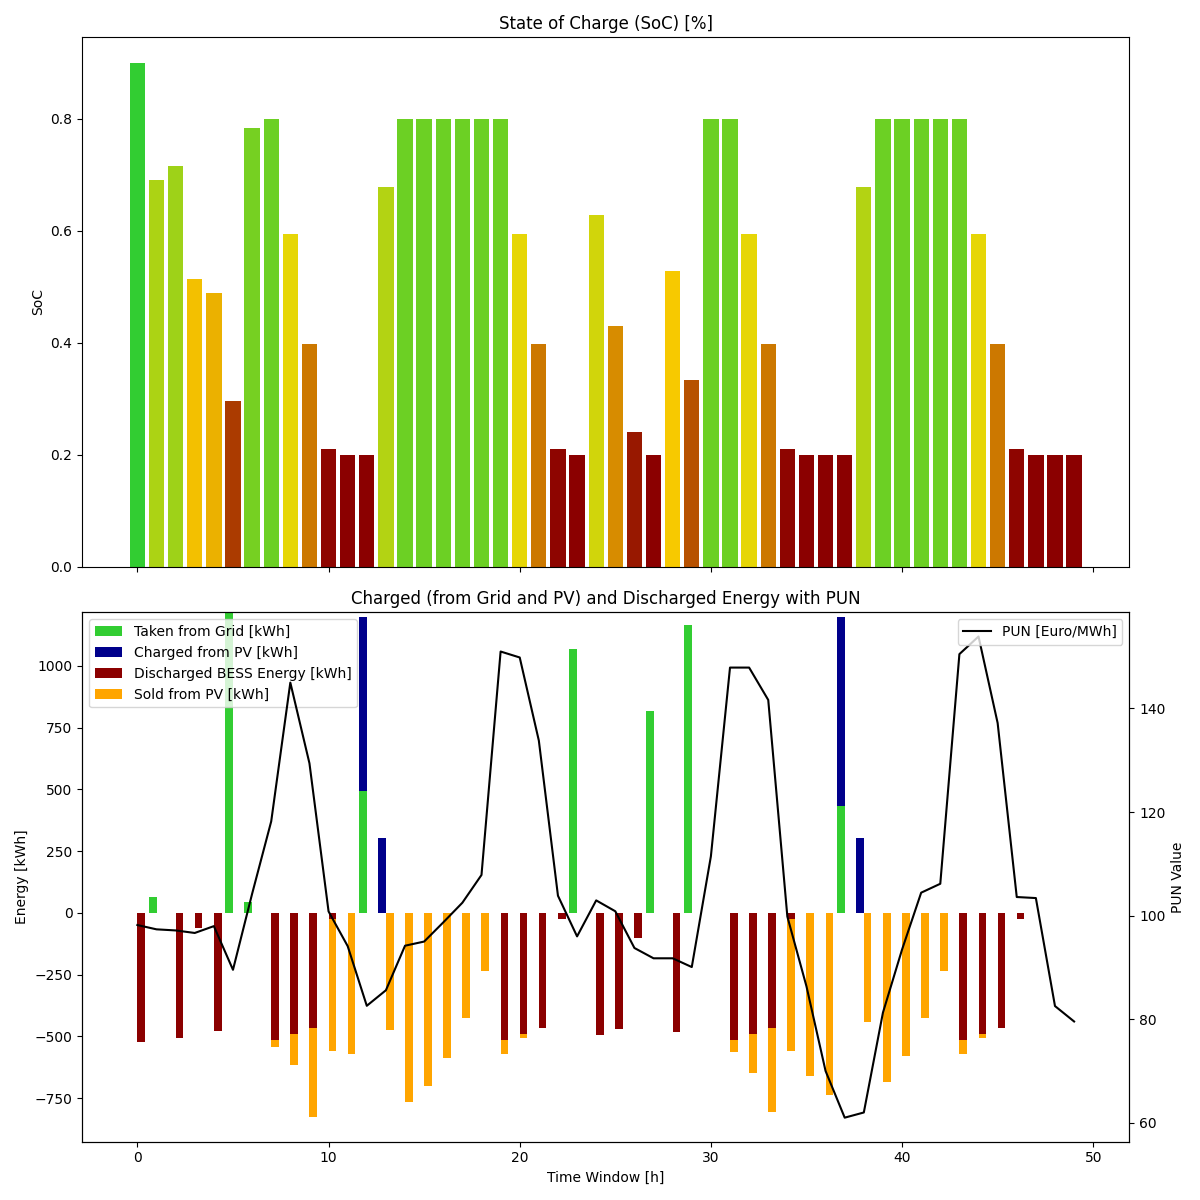 State of Charge (SoC) [%]
SoC
0.8
0.6
0.4
0.2
0.0
Charged (from Grid and PV) and Discharged Energy with PUN
Taken from Grid [kWh]
Charged from PV [kWh]
Discharged BESS Energy [kWh]
Sold from PV [kWh]
PUN [Euro/MWh]
Energy [kWh]
1000
750
500
250
0
−250
−500
−750
140
120
100
80
60
PUN Value
0 10 20 30 40 50
Time Window [h]